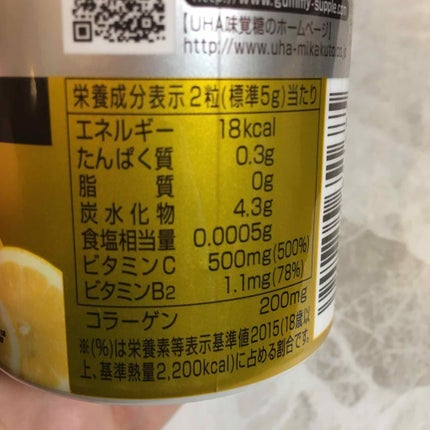 www.gummy-supple.com
【UHA味覚糖のホームページ】
http://www.uha-mikakuto.co.
栄養成分表示2粒(標準5g)当たり
エネルギー 18kcal
たんぱく質 0.3g
脂質 0g
炭水化物 4.3g
食塩相当量 0.0005g
ビタミンC 500mg(500%)
ビタミンB2 1.1mg(78%)
コラーゲン 200mg
※(%)は栄養素等表示基準値2015(18歳以
上、基準熱量2,200kcal)に占める割合です。